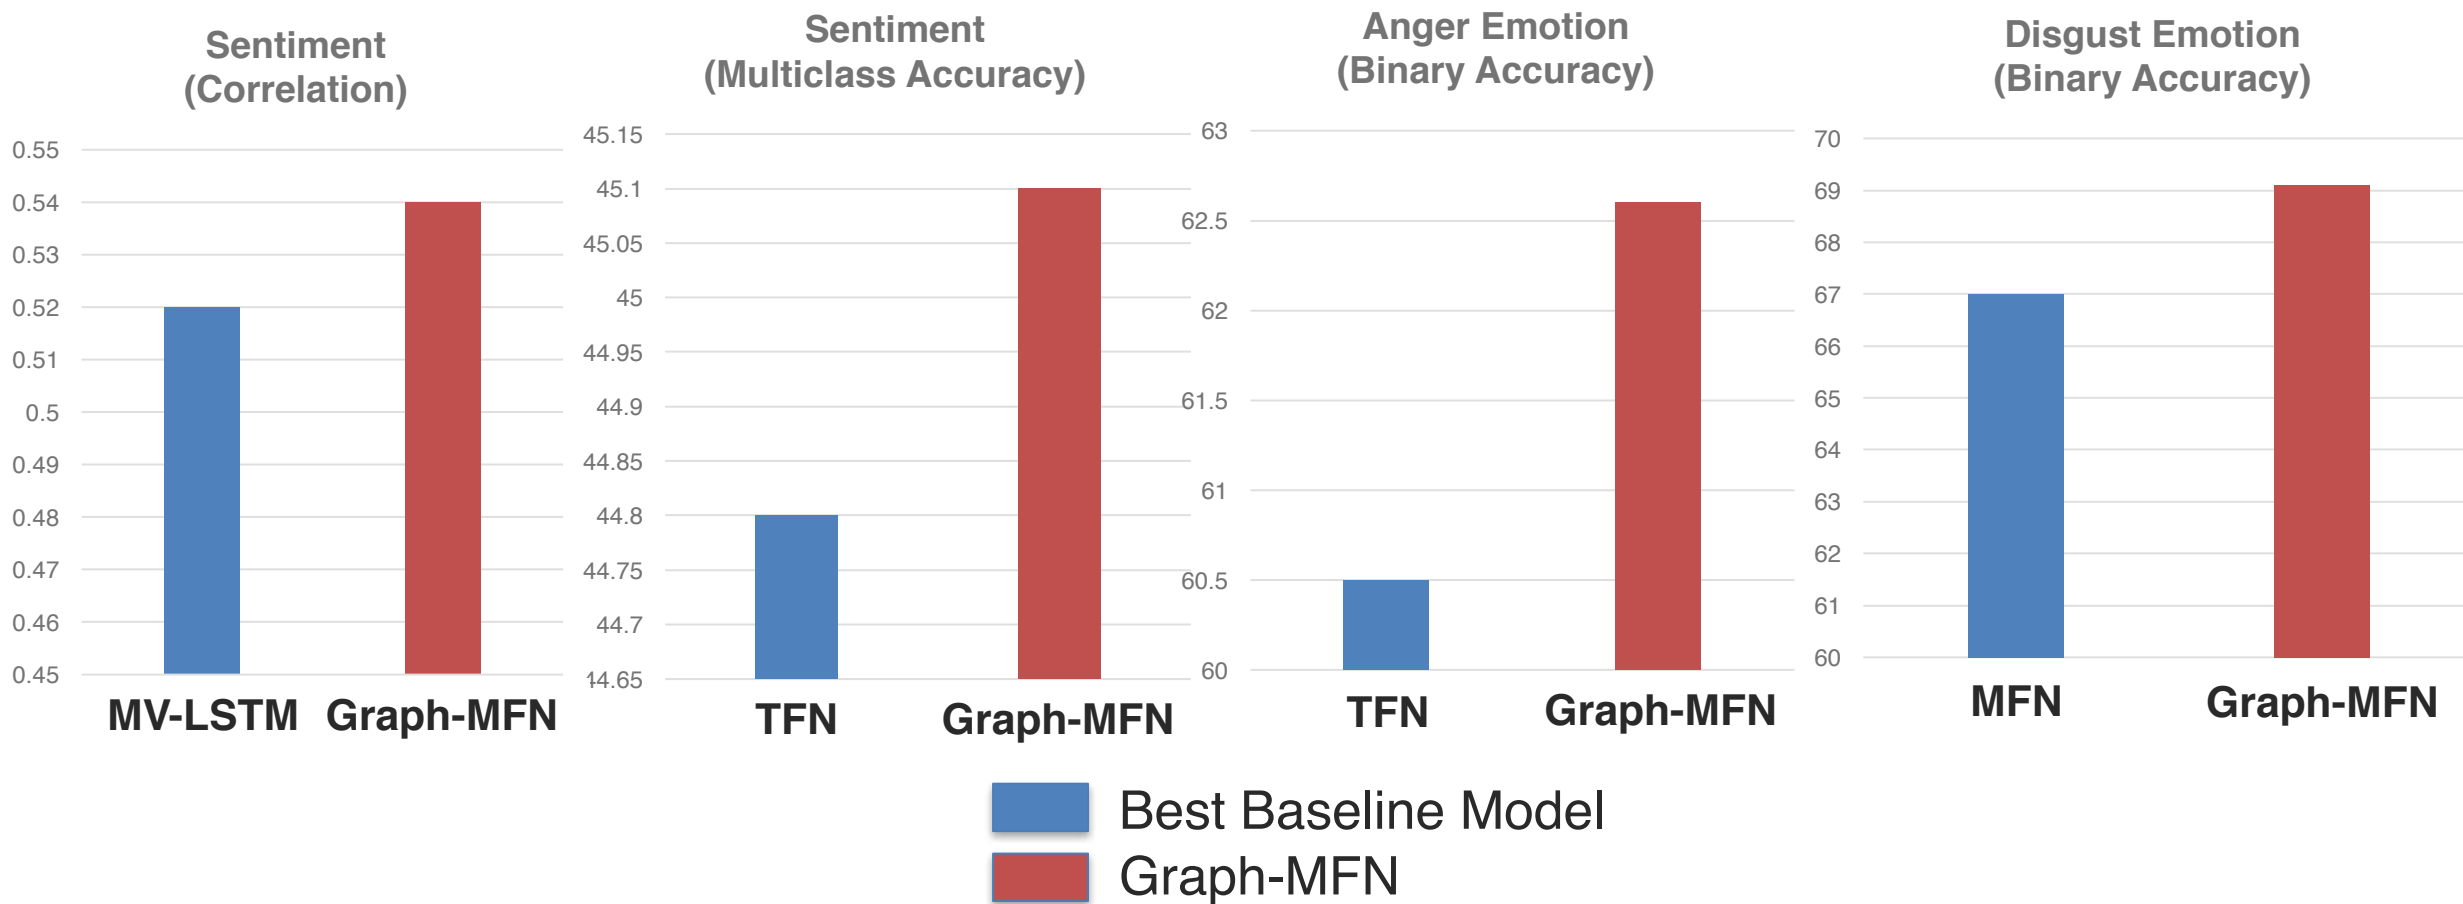 Sentiment
(Correlation)
0.55
0.54
0.53
0.52
0.51
0.5
0.49
0.48
0.47
0.46
0.45
MV-LSTM Graph-MFN
Sentiment
(Multiclass Accuracy)
45.15
45.1
45.05
45
44.95
44.9
44.85
44.8
44.75
44.7
44.65
TFN Graph-MFN
Anger Emotion
(Binary Accuracy)
63
62.5
62
61.5
61
60.5
60
TFN Graph-MFN
Disgust Emotion
(Binary Accuracy)
70
69
68
67
66
65
64
63
62
61
60
MFN Graph-MFN
Best Baseline Model
Graph-MFN